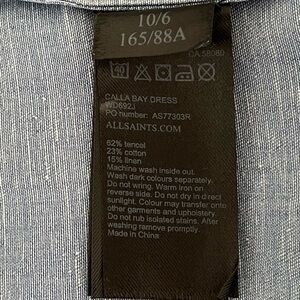 10/6
165/88A
CA 58080
CALLA BAY DRESS
WD692J
PO number: AS77303R
ALLSAINTS.COM
62% tencel
23% cotton
15% linen
Machine wash inside out.
Wash dark colours separately.
Do not wring. Warm Iron on
reverse side. Do not dry in direct
sunlight. Colour may transfer onto
other garments and upholstery.
Do not rub isolated stains. After
washing remove promptly.
Made in China